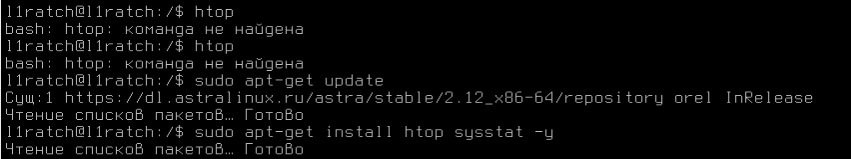 l1ratch@l1ratch:/$ htop
bash: htop: команда не найдена
l1ratch@l1ratch:/$ htop
bash: htop: команда не найдена
l1ratch@l1ratch:/$ sudo apt-get update
Сущ:1 https://dl.astralinux.ru/astra/stable/2.12_x86-64/repository orel InRelease
Чтение списков пакетов… Готово
l1ratch@l1ratch:/$ sudo apt-get install htop sysstat -y
Чтение списков пакетов… Готово